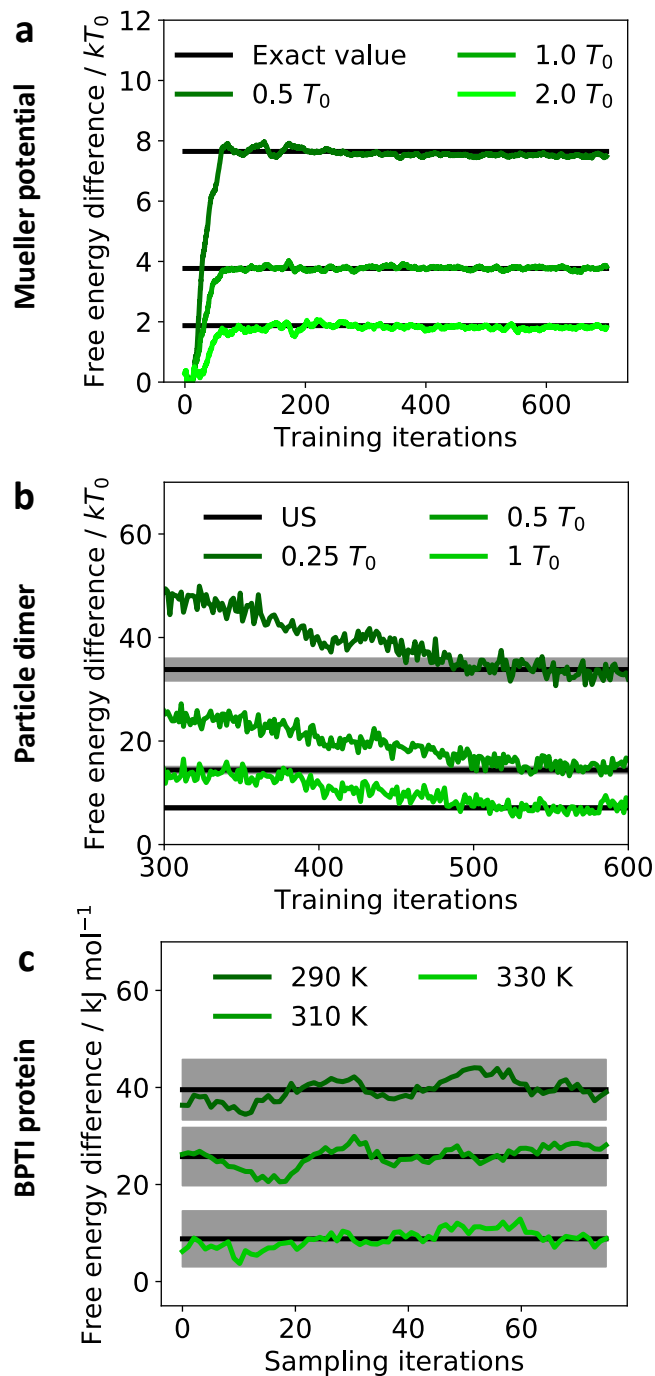 a
Mueller potential
Free energy difference / kT₀
12
10
8
6
4
2
0
Exact value
0.5 T₀
1.0 T₀
2.0 T₀
0 200 400 600
Training iterations
b
Particle dimer
Free energy difference / kT₀
60
40
20
0
US
0.25 T₀
0.5 T₀
1 T₀
300 400 500 600
Training iterations
c
BPTI protein
Free energy difference / kJ mol⁻¹
60
40
20
0
290 K
310 K
330 K
0 20 40 60
Sampling iterations